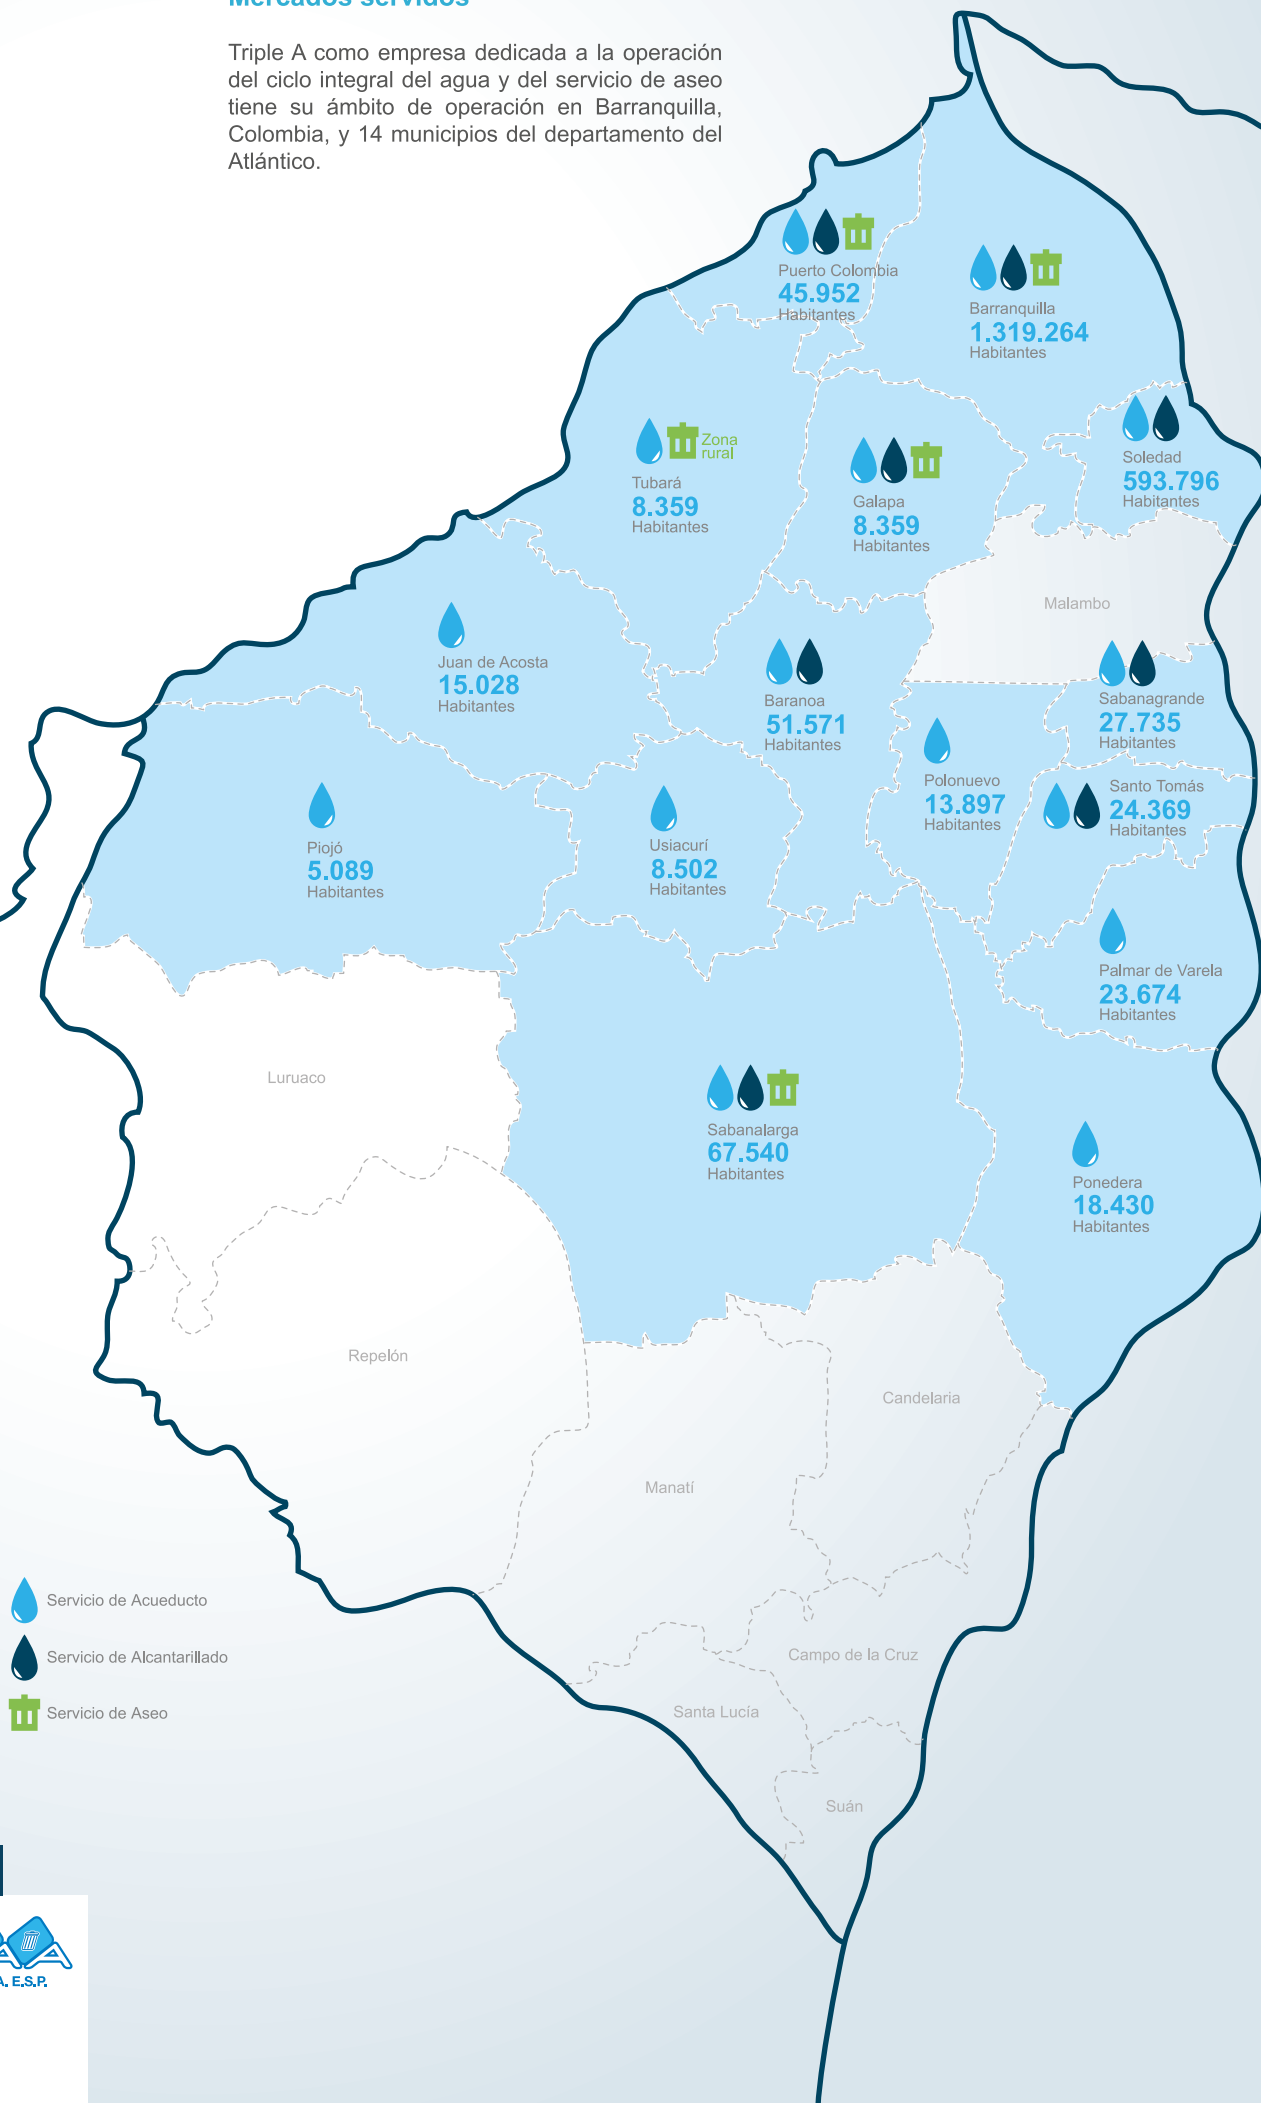 Mercados servidos
Triple A como empresa dedicada a la operación
del ciclo integral del agua y del servicio de aseo
tiene su ámbito de operación en Barranquilla,
Colombia, y 14 municipios del departamento del
Atlántico.
Puerto Colombia
45.952
Habitantes
Barranquilla
1.319.264
Habitantes
Soledad
593.796
Habitantes
Zona
rural
Tubará
8.359
Habitantes
Galapa
8.359
Habitantes
Malambo
Juan de Acosta
15.028
Habitantes
Baranoa
51.571
Habitantes
Sabanagrande
27.735
Habitantes
Polonuevo
13.897
Habitantes
Santo Tomás
24.369
Habitantes
Piojó
5.089
Habitantes
Usiacurí
8.502
Habitantes
Palmar de Varela
23.674
Habitantes
Luruaco
Sabanalarga
67.540
Habitantes
Ponedera
18.430
Habitantes
Repelón
Candelaria
Manatí
Campo de la Cruz
Santa Lucía
Suán
Servicio de Acueducto
Servicio de Alcantarillado
Servicio de Aseo
A. E.S.P.